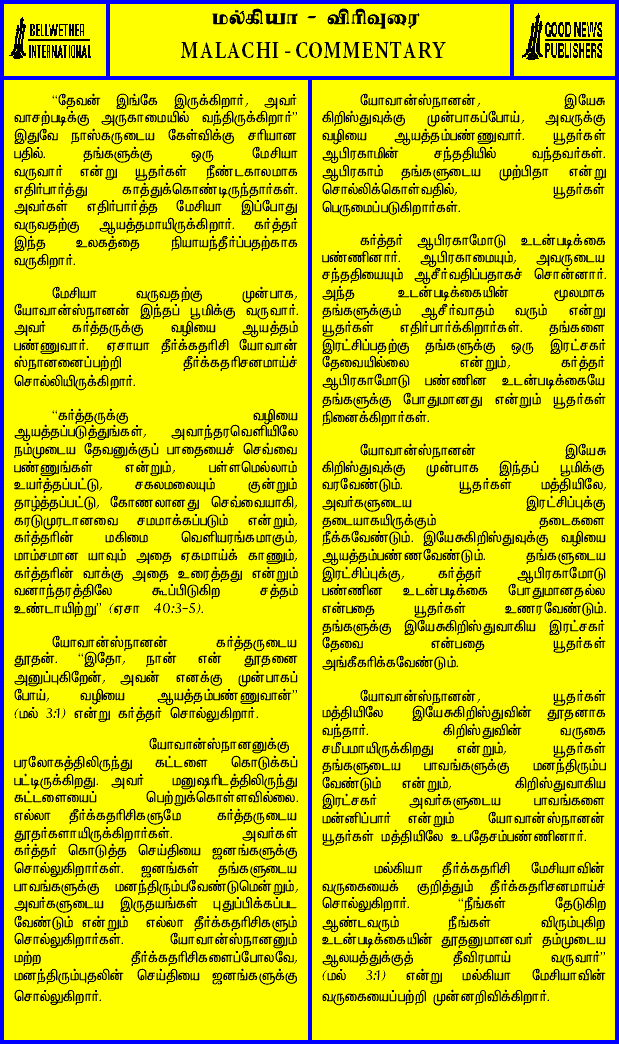 மல்கியா - விரிவுரை
BELLWETHER
INTERNATIONAL
MALACHI - COMMENTARY
GOOD NEWS
PUBLISHERS
“தேவன் இங்கே இருக்கிறார், அவர்
வாசற்படிக்கு அருகாமையில் வந்திருக்கிறார்”
இதுவே நாஸ்கருடைய கேள்விக்கு சரியான
பதில். தங்களுக்கு ஒரு மேசியா
வருவார் என்று யூதர்கள் நீண்டகாலமாக
எதிர்பார்த்து காத்துக்கொண்டிருந்தார்கள்.
அவர்கள் எதிர்பார்த்த மேசியா இப்போது
வருவதற்கு ஆயத்தமாயிருக்கிறார். கர்த்தர்
இந்த உலகத்தை நியாயந்தீர்ப்பதற்காக
வருகிறார்.
மேசியா வருவதற்கு முன்பாக,
யோவான்ஸ்நானன் இந்தப் பூமிக்கு வருவார்.
அவர் கர்த்தருக்கு வழியை ஆயத்தம்
பண்ணுவார். ஏசாயா தீர்க்கதரிசி யோவான்
ஸ்நானனைப்பற்றி தீர்க்கதரிசனமாய்ச்
சொல்லியிருக்கிறார்.
“கர்த்தருக்கு வழியை
ஆயத்தப்படுத்துங்கள், அவாந்தரவெளியிலே
நம்முடைய தேவனுக்குப் பாதையைச் செவ்வை
பண்ணுங்கள் என்றும், பள்ளமெல்லாம்
உயர்த்தப்பட்டு, சகலமலையும் குன்றும்
தாழ்த்தப்பட்டு, கோணலானது செவ்வையாகி,
கரடுமுரடானவை சமமாக்கப்படும் என்றும்,
கர்த்தரின் மகிமை வெளியரங்கமாகும்,
மாம்சமான யாவும் அதை ஏகமாய்க் காணும்,
கர்த்தரின் வாக்கு அதை உரைத்தது என்றும்
வனாந்தரத்திலே கூப்பிடுகிற சத்தம்
உண்டாயிற்று” (ஏசா 40:3-5).
யோவான்ஸ்நானன் கர்த்தருடைய
தூதன். “இதோ, நான் என் தூதனை
அனுப்புகிறேன், அவன் எனக்கு முன்பாகப்
போய், வழியை ஆயத்தம்பண்ணுவான்”
(மல் 3:1) என்று கர்த்தர் சொல்லுகிறார்.
யோவான்ஸ்நானனுக்கு
பரலோகத்திலிருந்து கட்டளை கொடுக்கப்
பட்டிருக்கிறது. அவர் மனுஷரிடத்திலிருந்து
கட்டளையைப் பெற்றுக்கொள்ளவில்லை.
எல்லா தீர்க்கதரிசிகளுமே கர்த்தருடைய
தூதர்களாயிருக்கிறார்கள். அவர்கள்
கர்த்தர் கொடுத்த செய்தியை ஜனங்களுக்கு
சொல்லுகிறார்கள். ஜனங்கள் தங்களுடைய
பாவங்களுக்கு மனந்திரும்பவேண்டுமென்றும்,
அவர்களுடைய இருதயங்கள் புதுப்பிக்கப்பட
வேண்டும் என்றும் எல்லா தீர்க்கதரிசிகளும்
சொல்லுகிறார்கள். யோவான்ஸ்நானனும்
மற்ற தீர்க்கதரிசிகளைப்போலவே,
மனந்திரும்புதலின் செய்தியை ஜனங்களுக்கு
சொல்லுகிறார்.
யோவான்ஸ்நானன், இயேசு
கிறிஸ்துவுக்கு முன்பாகப்போய், அவருக்கு
வழியை ஆயத்தம்பண்ணுவார். யூதர்கள்
ஆபிரகாமின் சந்ததியில் வந்தவர்கள்.
ஆபிரகாம் தங்களுடைய முற்பிதா என்று
சொல்லிக்கொள்வதில், யூதர்கள்
பெருமைப்படுகிறார்கள்.
கர்த்தர் ஆபிரகாமோடு உடன்படிக்கை
பண்ணினார். ஆபிரகாமையும், அவருடைய
சந்ததியையும் ஆசீர்வதிப்பதாகச் சொன்னார்.
அந்த உடன்படிக்கையின் மூலமாக
தங்களுக்கும் ஆசீர்வாதம் வரும் என்று
யூதர்கள் எதிர்பார்க்கிறார்கள். தங்களை
இரட்சிப்பதற்கு தங்களுக்கு ஒரு இரட்சகர்
தேவையில்லை என்றும், கர்த்தர்
ஆபிரகாமோடு பண்ணின உடன்படிக்கையே
தங்களுக்கு போதுமானது என்றும் யூதர்கள்
நினைக்கிறார்கள்.
யோவான்ஸ்நானன் இயேசு
கிறிஸ்துவுக்கு முன்பாக இந்தப் பூமிக்கு
வரவேண்டும். யூதர்கள் மத்தியிலே,
அவர்களுடைய இரட்சிப்புக்கு
தடையாகயிருக்கும் தடைகளை
நீக்கவேண்டும். இயேசுகிறிஸ்துவுக்கு வழியை
ஆயத்தம்பண்ணவேண்டும். தங்களுடைய
இரட்சிப்புக்கு, கர்த்தர் ஆபிரகாமோடு
பண்ணின உடன்படிக்கை போதுமானதல்ல
என்பதை யூதர்கள் உணரவேண்டும்.
தங்களுக்கு இயேசுகிறிஸ்துவாகிய இரட்சகர்
தேவை என்பதை யூதர்கள்
அங்கீகரிக்கவேண்டும்.
யோவான்ஸ்நானன், யூதர்கள்
மத்தியிலே இயேசுகிறிஸ்துவின் தூதனாக
வந்தார். கிறிஸ்துவின் வருகை
சமீபமாயிருக்கிறது என்றும், யூதர்கள்
தங்களுடைய பாவங்களுக்கு மனந்திரும்ப
வேண்டும் என்றும், கிறிஸ்துவாகிய
இரட்சகர் அவர்களுடைய பாவங்களை
மன்னிப்பார் என்றும் யோவான்ஸ்நானன்
யூதர்கள் மத்தியிலே உபதேசம்பண்ணினார்.
மல்கியா தீர்க்கதரிசி மேசியாவின்
வருகையைக் குறித்தும் தீர்க்கதரிசனமாய்ச்
சொல்லுகிறார். “நீங்கள் தேடுகிற
ஆண்டவரும் நீங்கள் விரும்புகிற
உடன்படிக்கையின் தூதனுமானவர் தம்முடைய
ஆலயத்துக்குத் தீவிரமாய் வருவார்”
(மல் 3:1) என்று மல்கியா மேசியாவின்
வருகையைப்பற்றி முன்னறிவிக்கிறார்.